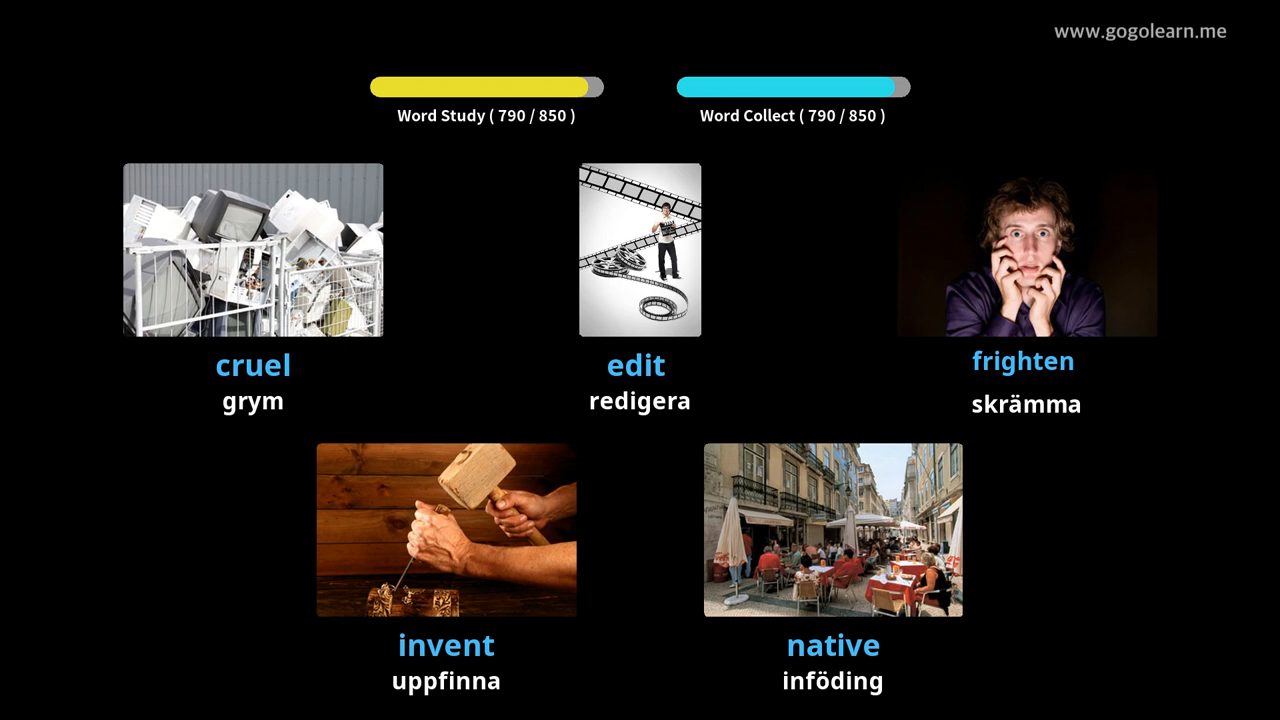 www.gogolearn.me
Word Study ( 790 / 850 )
Word Collect ( 790 / 850 )
cruel
grym
edit
redigera
frighten
skrämma
invent
uppfinna
native
inföding